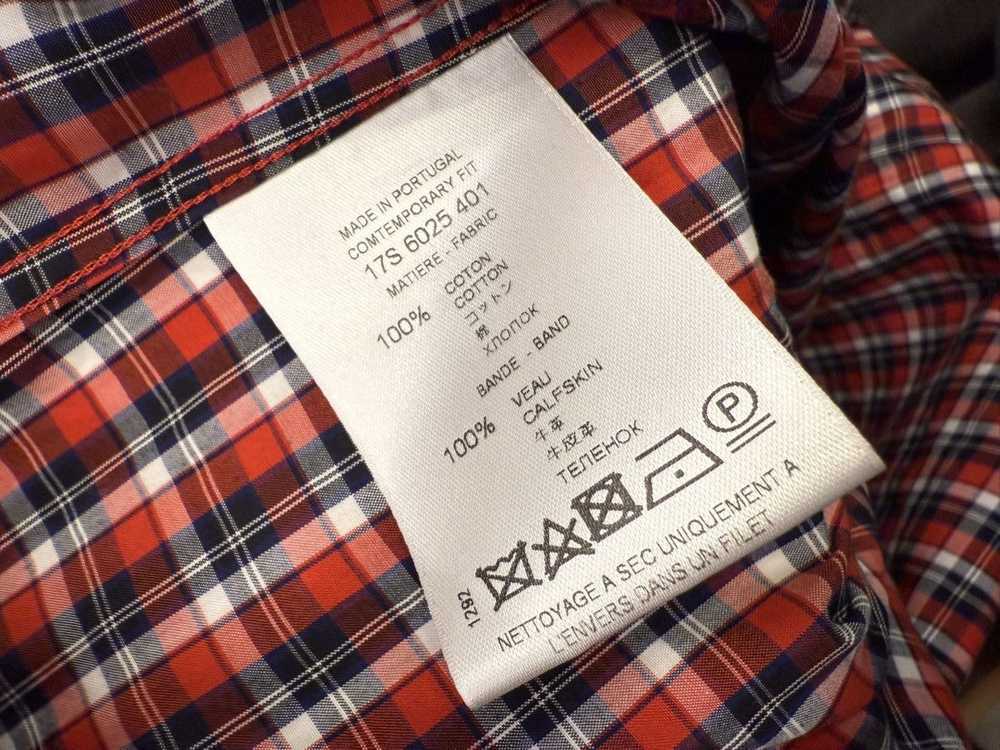 MADE IN PORTUGAL
COMTEMPORARY FIT
17S 6025 401
MATIERE - FABRIC
100% COTON
COTTON
コットン
棉
ХЛОПОК
BANDE - BAND
100% VEAU
CALFSKIN
牛革
牛皮革
ТЕЛЕНОК
P
1292
NETTOYAGE A SEC UNIQUEMENT A
L'ENVERS DANS UN FILET